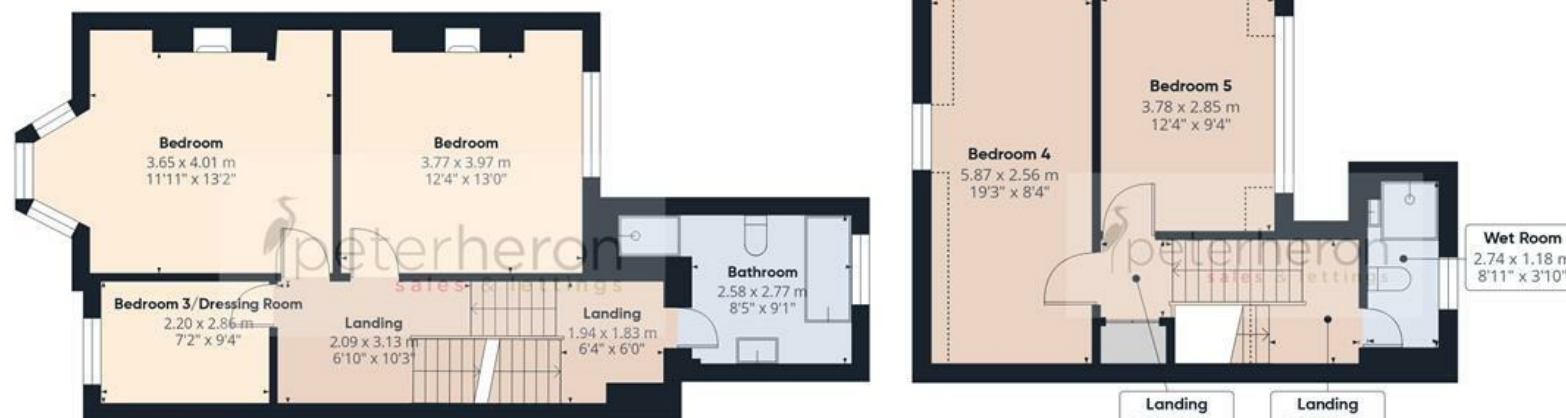 Bedroom
3.65 x 4.01 m
11'11" x 13'2"
Bedroom
3.77 x 3.97 m
12'4" x 13'0"
Bathroom
2.58 x 2.77 m
8'5" x 9'1"
Bedroom 3/Dressing Room
2.20 x 2.86 m
7'2" x 9'4"
Landing
2.09 x 3.13 m
6'10" x 10'3"
Landing
1.94 x 1.83 m
6'4" x 6'0"
peterheron
sales & lettings
Bedroom 5
3.78 x 2.85 m
12'4" x 9'4"
Bedroom 4
5.87 x 2.56 m
19'3" x 8'4"
Wet Room
2.74 x 1.18 m
8'11" x 3'10"
peterheron
sales & lettings
Landing
Landing